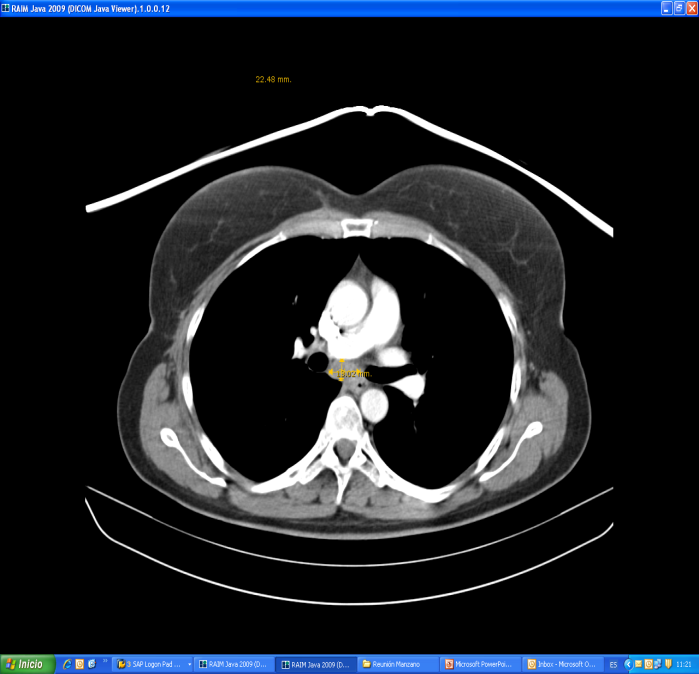 RAIM Java 2009 (DICOM Java Viewer).1.0.0.12
22.48 mm.
Inicio
3 SAP Logon Pad ...
RAIM Java 2009 (D...
RAIM Java 2009 (D...
Reunión Manzano
Microsoft PowerPoi...
Inbox - Microsoft O...
ES
11:21